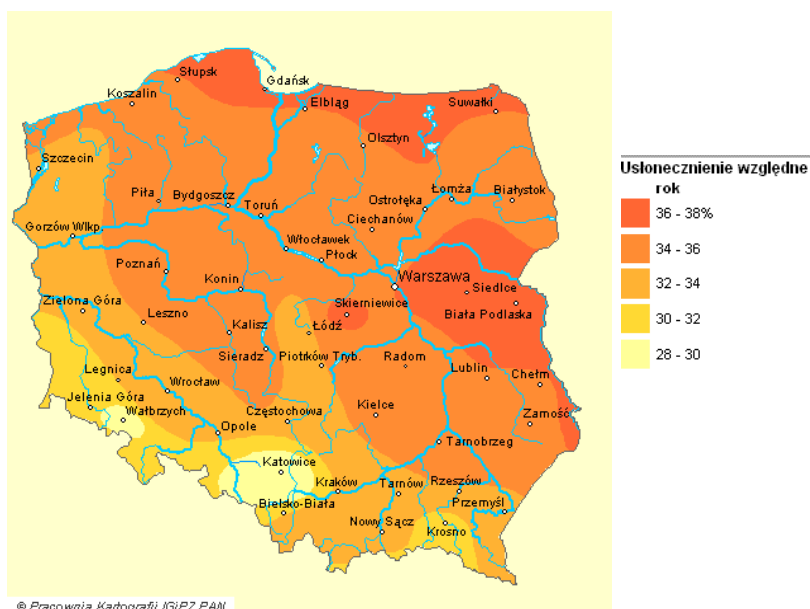 Słupsk
Gdańsk
Koszalin
Elbląg
Suwałki
Olsztyn
Szczecin
Piła
Bydgoszcz
Toruń
Ostrołęka
Łomża
Białystok
Ciechanów
Gorzów Wlkp.
Włocławek
Płock
Poznań
Konin
Warszawa
Siedlce
Zielona Góra
Skierniewice
Biała Podlaska
Leszno
Kalisz
Łódź
Sieradz
Piotrków Tryb.
Radom
Legnica
Wrocław
Lublin
Chełm
Jelenia Góra
Wałbrzych
Częstochowa
Kielce
Zamość
Opole
Tarnobrzeg
Katowice
Kraków
Tarnów
Rzeszów
Bielsko-Biała
Przemyśl
Nowy Sącz
Krosno
Usłonecznienie względne
rok
36 - 38%
34 - 36
32 - 34
30 - 32
28 - 30
© Pracownia Kartografii IGiPZ PAN